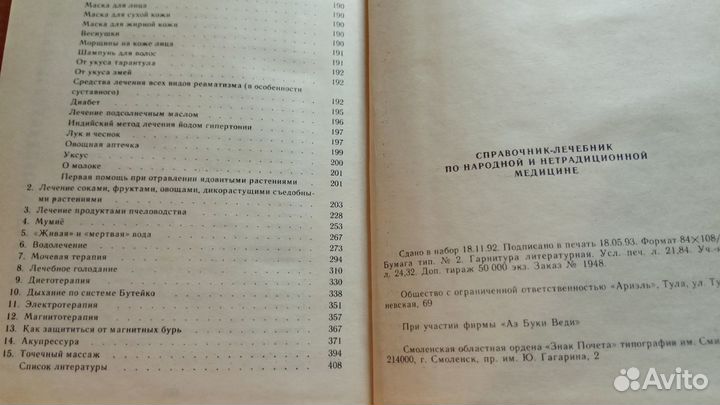 Маска для лица 190
Маска для сухой кожи 190
Маска для жирной кожи 190
Веснушки 190
Морщины на коже лица 190
Шампунь для волос 191
От укуса тарантула 191
От укуса змей 192
Средства лечения всех видов ревматизма (в особенности
суставного) 192
Диабет 192
Лечение подсолнечным маслом 195
Индийский метод лечения йодом гипертонии 196
Лук и чеснок 197
Овощная аптечка 197
Уксус 199
О молоке 200
Первая помощь при отравлении ядовитыми растениями 201
2. Лечение соками, фруктами, овощами, дикорастущими съедобны-
ми растениями 203
3. Лечение продуктами пчеловодства 228
4. Мумиё 253
5. «Живая» и «мертвая» вода 267
6. Водолечение 273
7. Мочевая терапия 294
8. Лечебное голодание 310
9. Диетотерапия 330
10. Дыхание по системе Бутейко 338
11. Электротерапия 351
12. Магнитотерапия 357
13. Как защититься от магнитных бурь 367
14. Акупрессура 371
15. Точечный массаж 394
Список литературы 408
СПРАВОЧНИК-ЛЕЧЕБНИК
ПО НАРОДНОЙ И НЕТРАДИЦИОННОЙ
МЕДИЦИНЕ
Сдано в набор 18.11.92. Подписано в печать 18.05.93. Формат 84×108/
Бумага тип. № 2. Гарнитура литературная. Усл. печ. л. 21,84. Уч.-
л. 24,32. Доп. тираж 50 000 экз. Заказ № 1948.
Общество с ограниченной ответственностью «Ариэль», Тула, ул. Ту
невская, 69
При участии фирмы «Аз Буки Веди»
Смоленская областная ордена «Знак Почета» типография им. Сми
214000, г. Смоленск, пр. им. Ю. Гагарина, 2
Avito